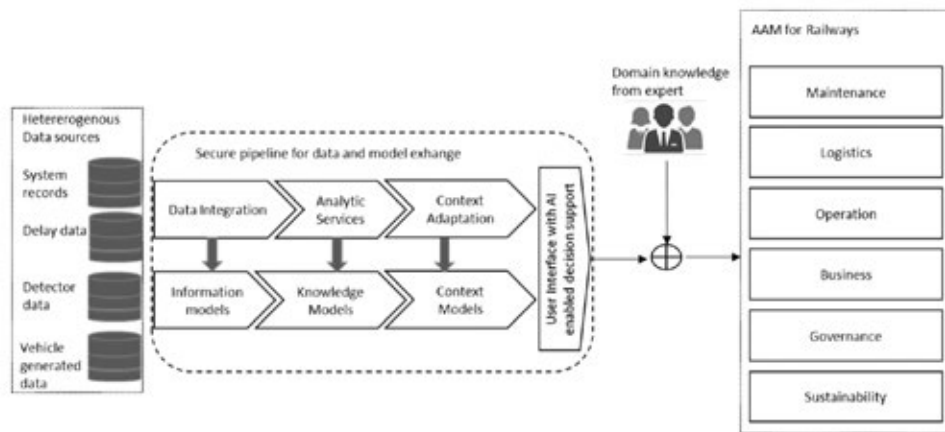 AAM for Railways
Domain knowledge
from expert
Maintenance
Hetererogenous
Data sources
Secure pipeline for data and model exhange
Logistics
System
records
Data Integration
Analytic
Services
Context
Adaptation
User Interface with AI
enabled decision support
Operation
Delay data
Business
Detector
data
Information
models
Knowledge
Models
Context
Models
Governance
Vehicle
generated
data
Sustainability